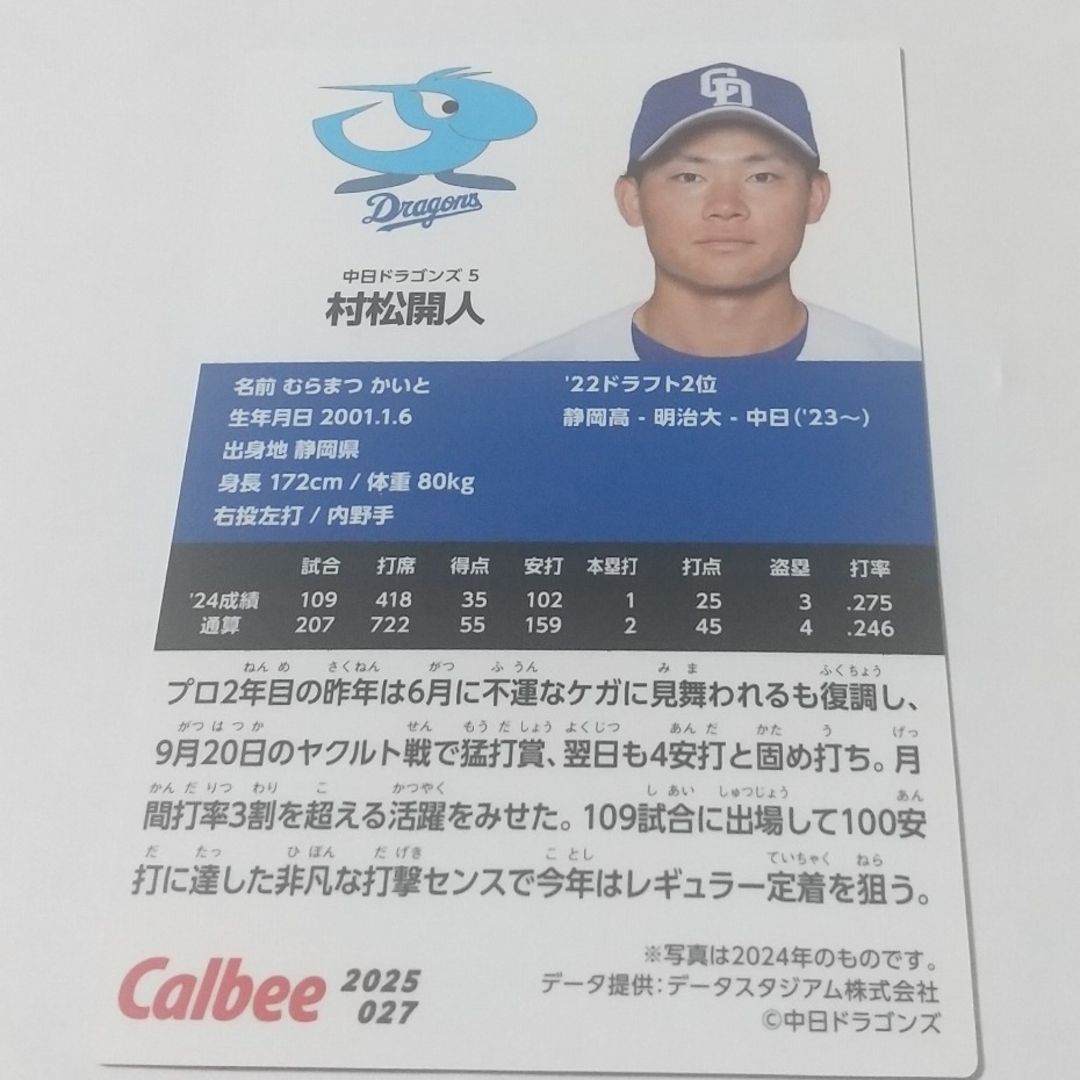 CD
Dragons
中日ドラゴンズ 5
村松開人
名前 むらまつ かいと
生年月日 2001.1.6
出身地 静岡県
身長 172cm / 体重 80kg
右投左打 / 内野手
'22ドラフト2位
静岡高 - 明治大 - 中日('23〜)
試合 打席 得点 安打 本塁打 打点 盗塁 打率
'24成績 109 418 35 102 1 25 3 .275
通算 207 722 55 159 2 45 4 .246
ねん め さくねん がつ ふ うん み ま ふくちょう
プロ2年目の昨年は6月に不運なケガに見舞われるも復調し、
がつ はつ か せん もう だ しょう よくじつ あん だ かた う げっ
9月20日のヤクルト戦で猛打賞、翌日も4安打と固め打ち。月
かん だ りつ わり こ かつやく し あい しゅつじょう あん
間打率3割を超える活躍をみせた。109試合に出場して100安
だ たっ ひ ぼん だ げき こ とし ていちゃく ねら
打に達した非凡な打撃センスで今年はレギュラー定着を狙う。
Calbee 2025
027
※写真は2024年のものです。
データ提供:データスタジアム株式会社
©中日ドラゴンズ